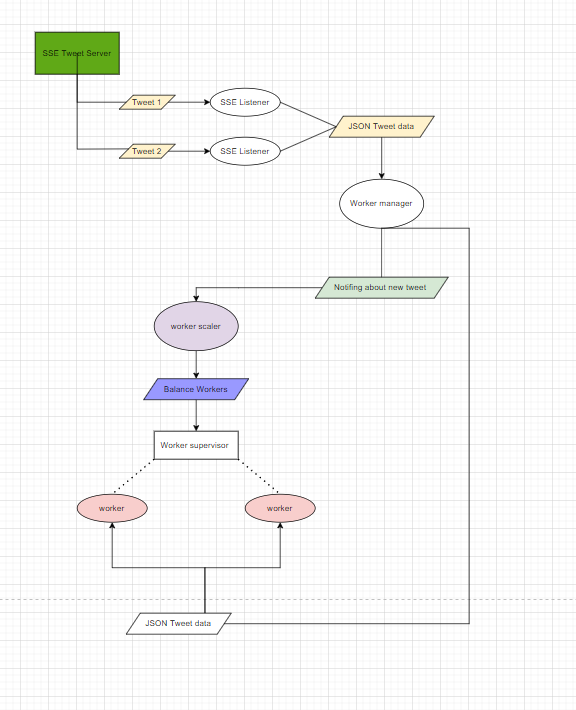 SSE Tweet Server
Tweet 1
SSE Listener
JSON Tweet data
Tweet 2
SSE Listener
Worker manager
Notifing about new tweet
worker scaler
Balance Workers
Worker supervisor
worker
worker
JSON Tweet data